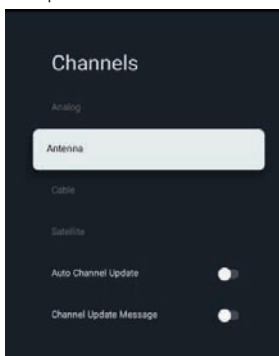 Channels
Analog
Antenna
Cable
Satellite
Auto Channel Update
Channel Update Message